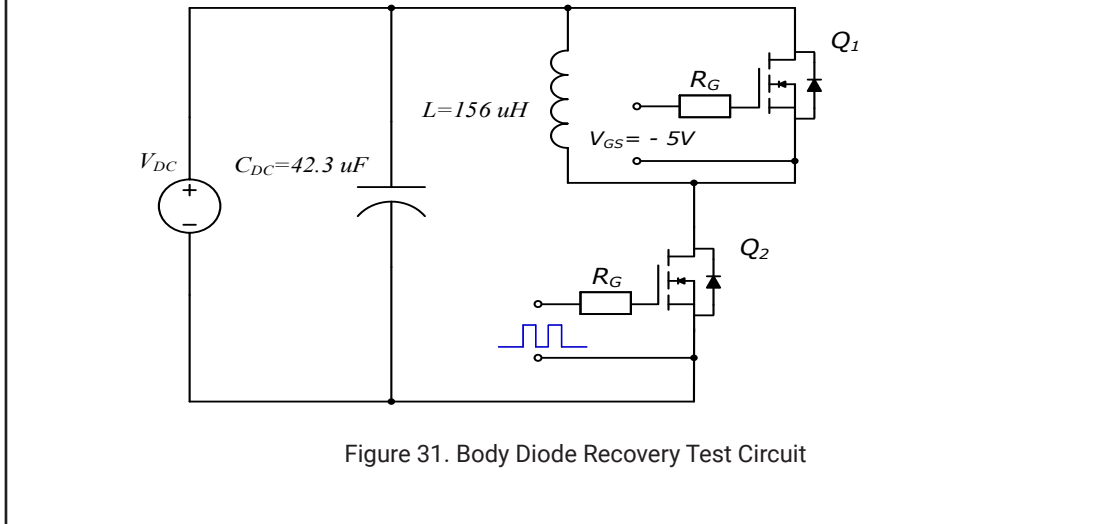 Q1
RG
L=156 uH
VGS= - 5V
VDC
CDC=42.3 uF
+
−
Q2
RG
Figure 31. Body Diode Recovery Test Circuit